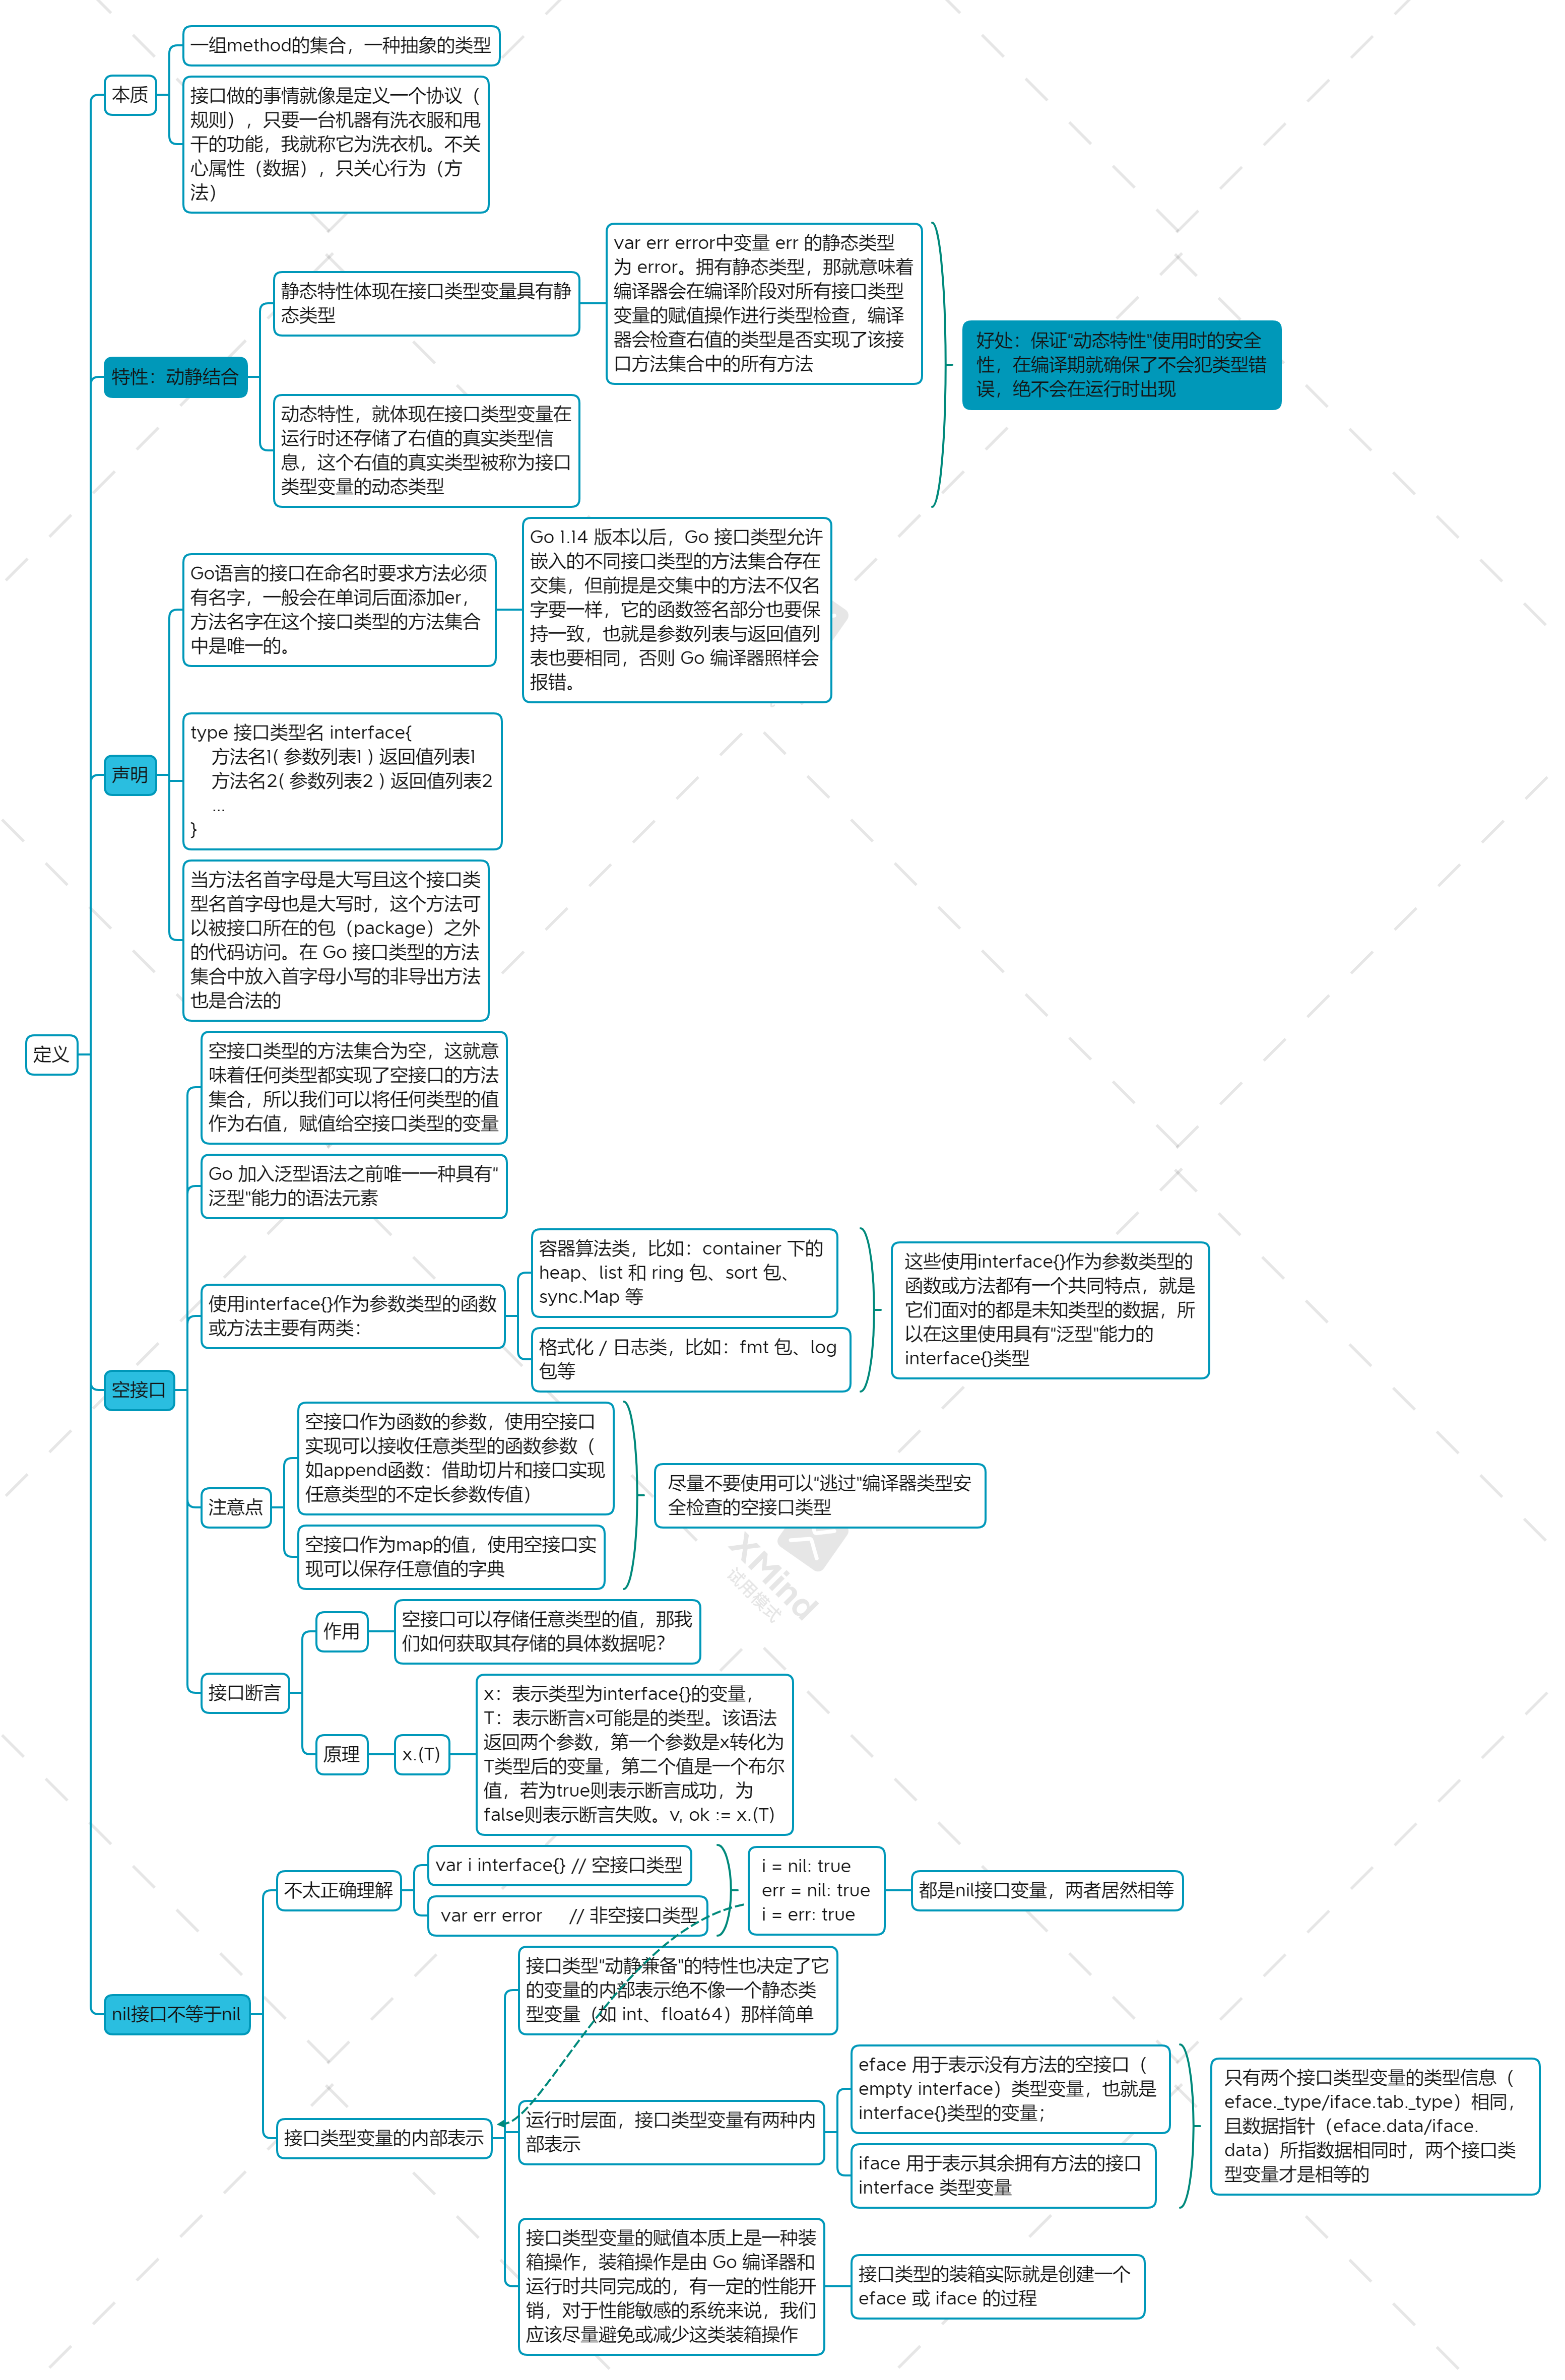 定义
本质
一组method的集合，一种抽象的类型
接口做的事情就像是定义一个协议（
规则），只要一台机器有洗衣服和甩
干的功能，我就称它为洗衣机。不关
心属性（数据），只关心行为（方
法）
特性：动静结合
静态特性体现在接口类型变量具有静
态类型
var err error中变量 err 的静态类型
为 error。拥有静态类型，那就意味着
编译器会在编译阶段对所有接口类型
变量的赋值操作进行类型检查，编译
器会检查右值的类型是否实现了该接
口方法集合中的所有方法
动态特性，就体现在接口类型变量在
运行时还存储了右值的真实类型信
息，这个右值的真实类型被称为接口
类型变量的动态类型
好处：保证"动态特性"使用时的安全
性，在编译期就确保了不会犯类型错
误，绝不会在运行时出现
声明
Go语言的接口在命名时要求方法必须
有名字，一般会在单词后面添加er，
方法名字在这个接口类型的方法集合
中是唯一的。
Go 1.14 版本以后，Go 接口类型允许
嵌入的不同接口类型的方法集合存在
交集，但前提是交集中的方法不仅名
字要一样，它的函数签名部分也要保
持一致，也就是参数列表与返回值列
表也要相同，否则 Go 编译器照样会
报错。
type 接口类型名 interface{
方法名1( 参数列表1 ) 返回值列表1
方法名2( 参数列表2 ) 返回值列表2
...
}
当方法名首字母是大写且这个接口类
型名首字母也是大写时，这个方法可
以被接口所在的包（package）之外
的代码访问。在 Go 接口类型的方法
集合中放入首字母小写的非导出方法
也是合法的
空接口
空接口类型的方法集合为空，这就意
味着任何类型都实现了空接口的方法
集合，所以我们可以将任何类型的值
作为右值，赋值给空接口类型的变量
Go 加入泛型语法之前唯一一种具有"
泛型"能力的语法元素
使用interface{}作为参数类型的函数
或方法主要有两类：
容器算法类，比如：container 下的
heap、list 和 ring 包、sort 包、
sync.Map 等
格式化 / 日志类，比如：fmt 包、log
包等
这些使用interface{}作为参数类型的
函数或方法都有一个共同特点，就是
它们面对的都是未知类型的数据，所
以在这里使用具有"泛型"能力的
interface{}类型
注意点
空接口作为函数的参数，使用空接口
实现可以接收任意类型的函数参数（
如append函数：借助切片和接口实现
任意类型的不定长参数传值）
空接口作为map的值，使用空接口实
现可以保存任意值的字典
尽量不要使用可以"逃过"编译器类型安
全检查的空接口类型
接口断言
作用
空接口可以存储任意类型的值，那我
们如何获取其存储的具体数据呢？
原理
x.(T)
x：表示类型为interface{}的变量，
T：表示断言x可能是的类型。该语法
返回两个参数，第一个参数是x转化为
T类型后的变量，第二个值是一个布尔
值，若为true则表示断言成功，为
false则表示断言失败。v, ok := x.(T)
nil接口不等于nil
不太正确理解
var i interface{} // 空接口类型
var err error // 非空接口类型
i = nil: true
err = nil: true
i = err: true
都是nil接口变量，两者居然相等
接口类型变量的内部表示
接口类型"动静兼备"的特性也决定了它
的变量的内部表示绝不像一个静态类
型变量（如 int、float64）那样简单
运行时层面，接口类型变量有两种内
部表示
eface 用于表示没有方法的空接口（
empty interface）类型变量，也就是
interface{}类型的变量；
iface 用于表示其余拥有方法的接口
interface 类型变量
只有两个接口类型变量的类型信息（
eface._type/iface.tab._type）相同，
且数据指针（eface.data/iface.
data）所指数据相同时，两个接口类
型变量才是相等的
接口类型变量的赋值本质上是一种装
箱操作，装箱操作是由 Go 编译器和
运行时共同完成的，有一定的性能开
销，对于性能敏感的系统来说，我们
应该尽量避免或减少这类装箱操作
接口类型的装箱实际就是创建一个
eface 或 iface 的过程
XMind
试用模式